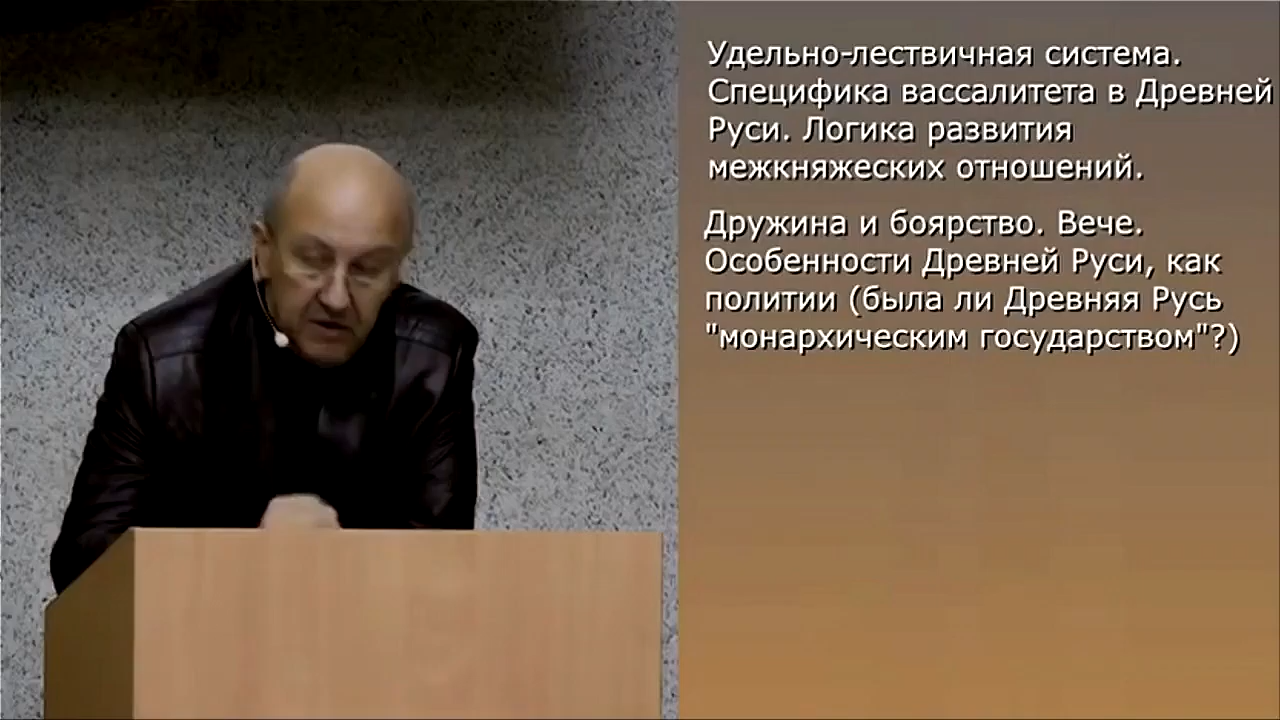 Удельно-лествичная система.
Специфика вассалитета в Древней
Руси. Логика развития
межкняжеских отношений.
Дружина и боярство. Вече.
Особенности Древней Руси, как
политии (была ли Древняя Русь
"монархическим государством"?)